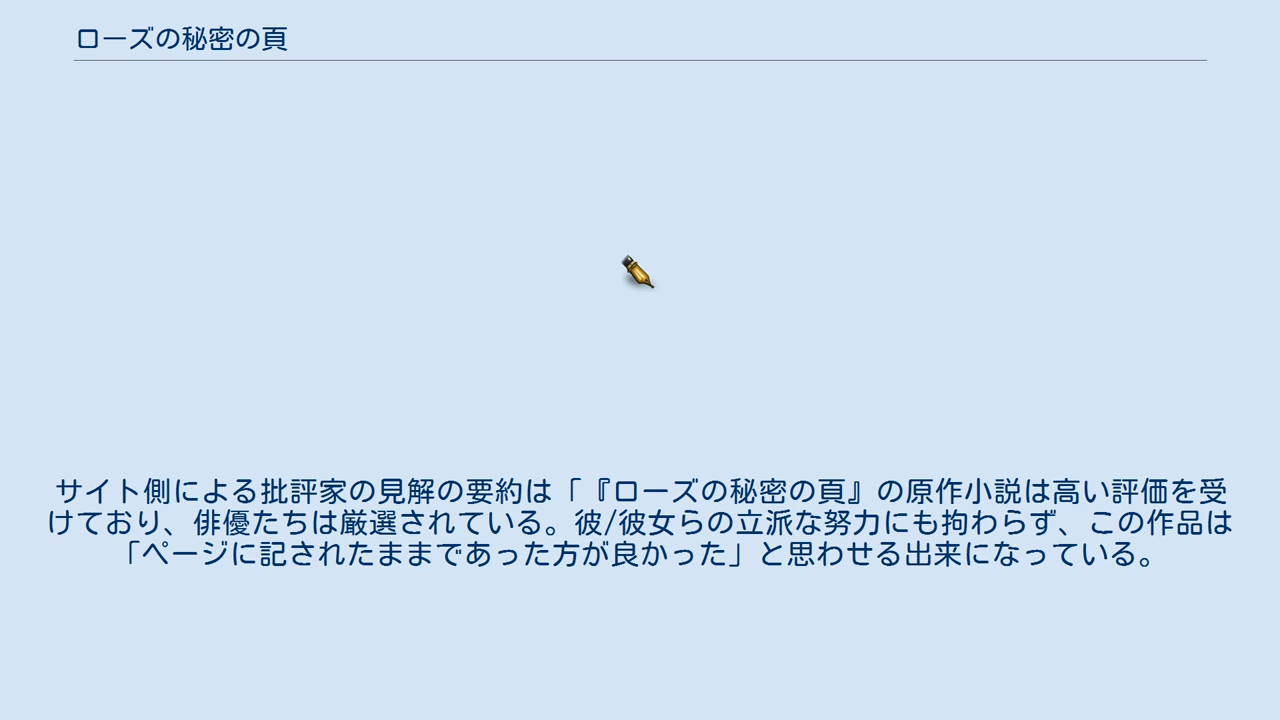 ローズの秘密の頁
サイト側による批評家の見解の要約は「『ローズの秘密の頁』の原作小説は高い評価を受
けており、俳優たちは厳選されている。彼/彼女らの立派な努力にも拘わらず、この作品は
「ページに記されたままであった方が良かった」と思わせる出来になっている。